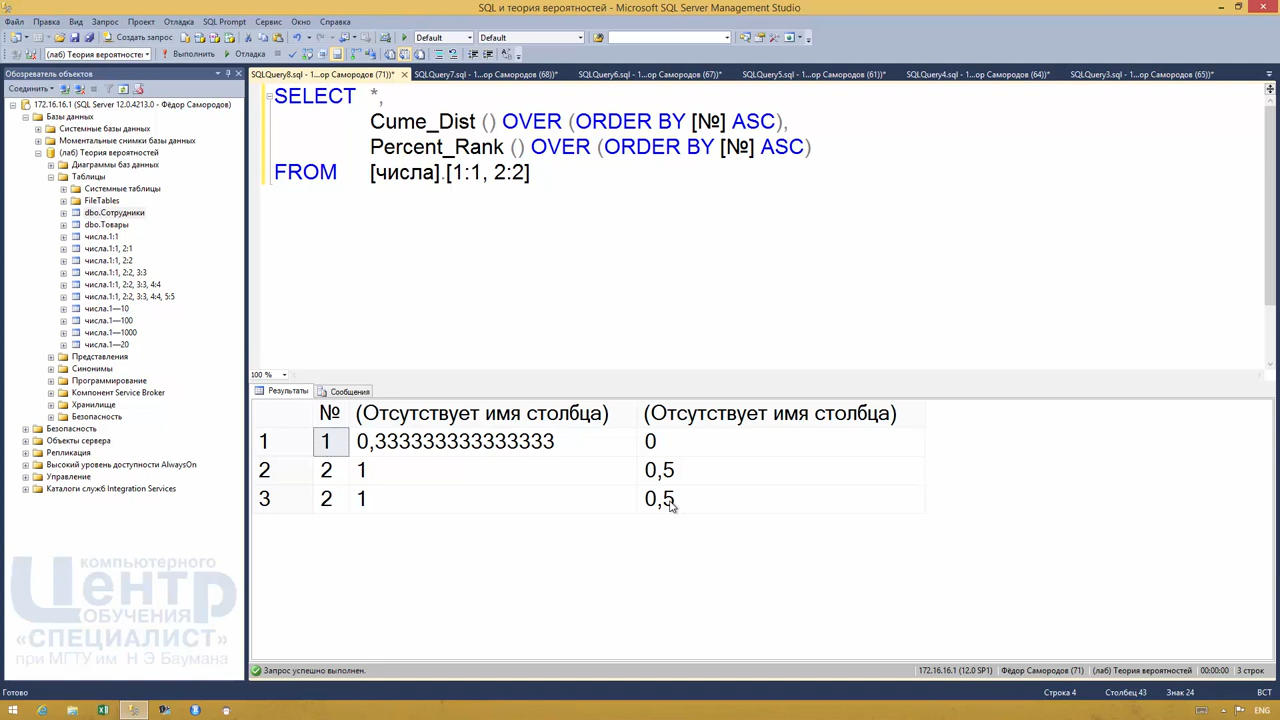 SQL и теория вероятностей - Microsoft SQL Server Management Studio
Файл Правка Вид Запрос Проект Отладка SQL Prompt Сервис Окно Справка
Создать запрос Default Default
(лаб) Теория вероятносте Выполнить Отладка
Обозреватель объектов
SQLQuery8.sql - 1...ор Самородов (71))*
SQLQuery7.sql - 1...ор Самородов (68))*
SQLQuery6.sql - 1...ор Самородов (67))*
SQLQuery5.sql - 1...ор Самородов (61))*
SQLQuery4.sql - 1...ор Самородов (64))*
SQLQuery3.sql - 1...ор Самородов (65))*
Соединить
172.16.16.1 (SQL Server 12.0.4213.0 - Фёдор Самородов)
Базы данных
Системные базы данных
Моментальные снимки базы данных
(лаб) Теория вероятностей
Диаграммы баз данных
Таблицы
Системные таблицы
FileTables
dbo.Сотрудники
dbo.Товары
числа.1:1
числа.1:1, 2:1
числа.1:1, 2:2
числа.1:1, 2:2, 3:3
числа.1:1, 2:2, 3:3, 4:4
числа.1:1, 2:2, 3:3, 4:4, 5:5
числа.1—10
числа.1—100
числа.1—1000
числа.1—20
Представления
Синонимы
Программирование
Компонент Service Broker
Хранилище
Безопасность
Безопасность
Объекты сервера
Репликация
Высокий уровень доступности AlwaysOn
Управление
Каталоги служб Integration Services
SELECT *,
Cume_Dist () OVER (ORDER BY [№] ASC),
Percent_Rank () OVER (ORDER BY [№] ASC)
FROM [числа].[1:1, 2:2]
100 %
Результаты Сообщения
№ (Отсутствует имя столбца) (Отсутствует имя столбца)
1 1 0,333333333333333 0
2 2 1 0,5
3 2 1 0,5
компьютерного
Центр
ОБУЧЕНИЯ
«СПЕЦИАЛИСТ»
при МГТУ им Н Э Баумана
Запрос успешно выполнен. 172.16.16.1 (12.0 SP1) Фёдор Самородов (71) (лаб) Теория вероятностей 00:00:00 3 строк
Готово Строка 4 Столбец 43 Знак 24 ВСТ
ENG